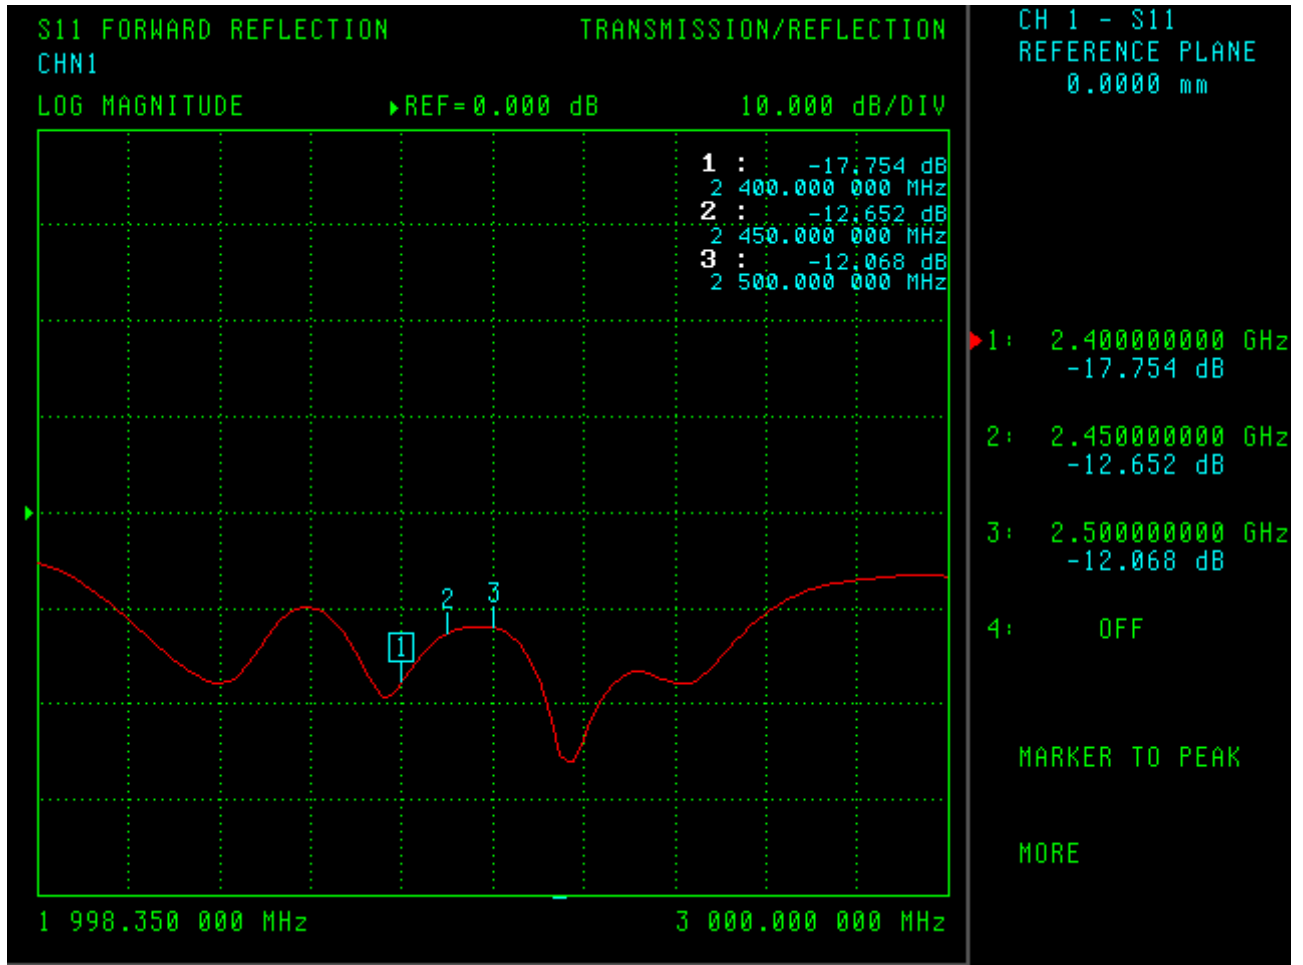 S11 FORWARD REFLECTION TRANSMISSION/REFLECTION
CHN1
LOG MAGNITUDE ▶REF=0.000 dB 10.000 dB/DIV
1 : -17.754 dB
2 400.000 000 MHz
2 : -12.652 dB
2 450.000 000 MHz
3 : -12.068 dB
2 500.000 000 MHz
1
2
3
1 998.350 000 MHz 3 000.000 000 MHz
CH 1 - S11
REFERENCE PLANE
0.0000 mm
1: 2.400000000 GHz
-17.754 dB
2: 2.450000000 GHz
-12.652 dB
3: 2.500000000 GHz
-12.068 dB
4: OFF
MARKER TO PEAK
MORE